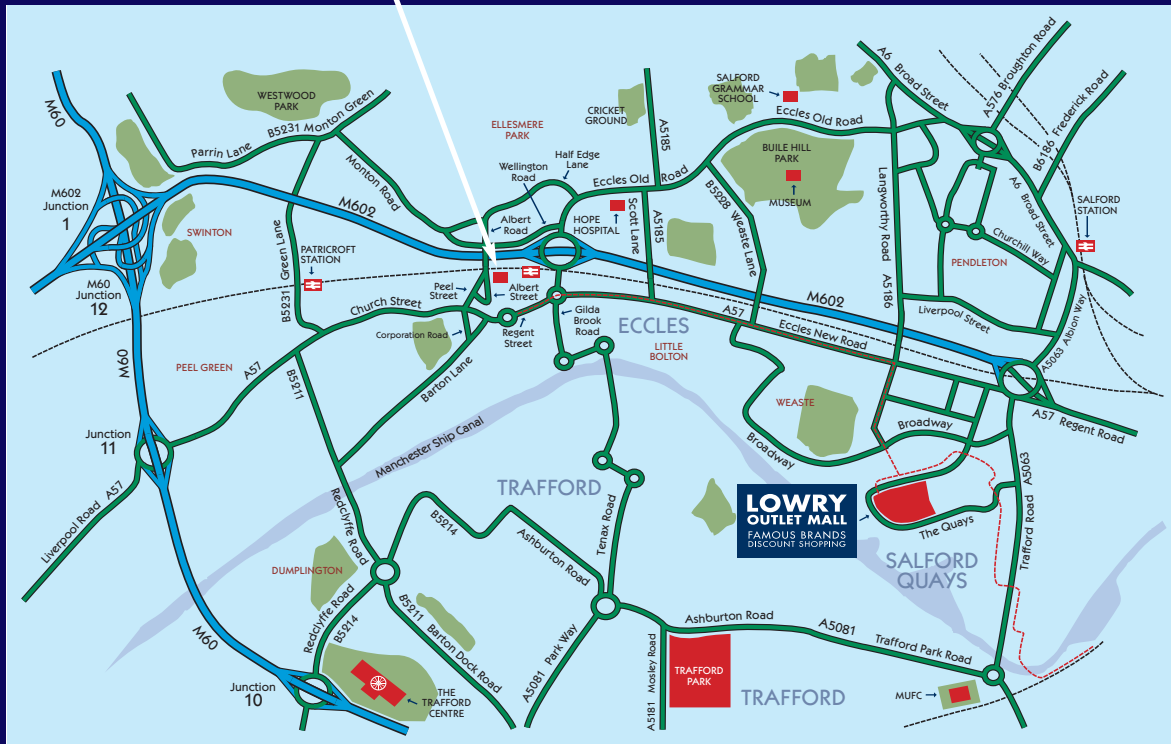 M60
WESTWOOD
PARK
B5231 Monton Green
Parrin Lane
Monton Road
M602
Junction
1
SWINTON
M60
Junction
12
M60
M602
B5231 Green Lane
PATRICROFT
STATION
ELLESMERE
PARK
Wellington
Road
Half Edge
Lane
Albert
Road
CRICKET
GROUND
A5185
Eccles Old Road
HOPE
HOSPITAL
Scott Lane
A5185
B5228 Weaste Lane
SALFORD
GRAMMAR
SCHOOL
Eccles Old Road
BUILE HILL
PARK
MUSEUM
A6 Broad Street
A576 Broughton Road
B6186 Frederick Road
A6 Broad Street
Langworthy Road
A5186
Churchill Way
SALFORD
STATION
PENDLETON
Liverpool Street
A5063 Albion Way
M602
Peel
Street
Albert
Street
Church Street
Corporation Road
Regent
Street
Gilda
Brook
Road
ECCLES
LITTLE
BOLTON
A57
Eccles New Road
PEEL GREEN
A57
B5211
Barton Lane
WEASTE
Broadway
Broadway
A57 Regent Road
Junction
11
Liverpool Road A57
Manchester Ship Canal
Redclyffe Road
TRAFFORD
B5214
Ashburton Road
Tenax Road
LOWRY
OUTLET MALL
FAMOUS BRANDS
DISCOUNT SHOPPING
The Quays
A5063
Trafford Road
SALFORD
QUAYS
DUMPLINGTON
Redclyffe Road
B5214
B5211
Barton Dock Road
M60
Junction
10
THE
TRAFFORD
CENTRE
A5081 Park Way
A5181 Mosley Road
Ashburton Road
A5081
Trafford Park Road
TRAFFORD
PARK
TRAFFORD
MUFC